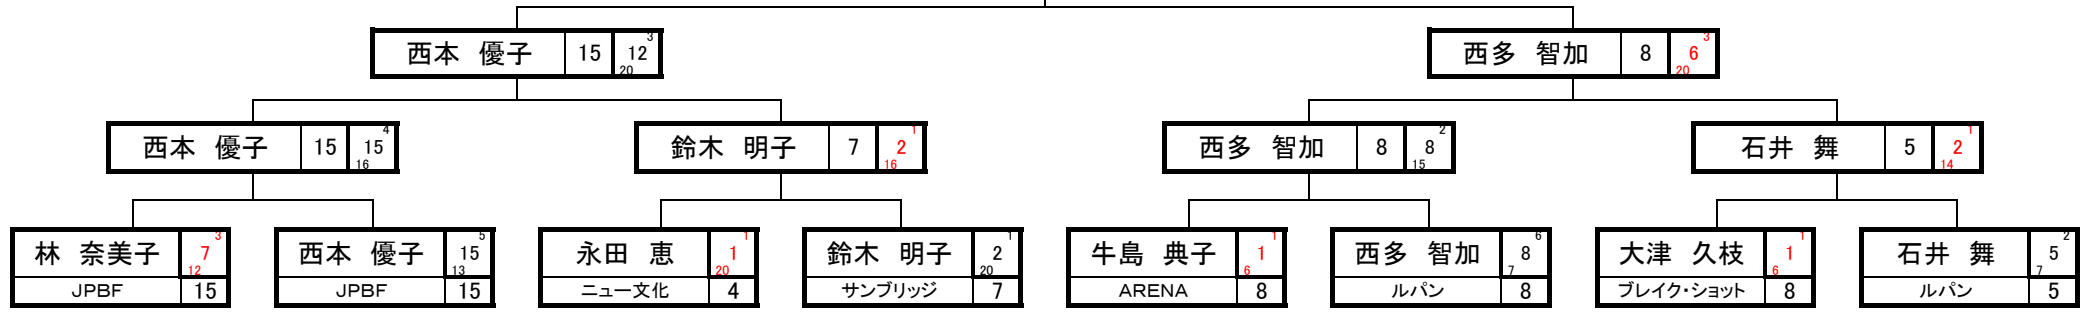 西本 優子 15 12 3 20
西多 智加 8 6 3 20
西本 優子 15 15 4 16
鈴木 明子 7 2 1 16
西多 智加 8 8 2 15
石井 舞 5 2 1 14
林 奈美子 7 3 12
JPBF 15
西本 優子 15 5 13
JPBF 15
永田 恵 1 1 20
ニュー文化 4
鈴木 明子 2 1 20
サンブリッジ 7
牛島 典子 1 1 6
ARENA 8
西多 智加 8 6 7
ルパン 8
大津 久枝 1 1 6
ブレイク・ショット 8
石井 舞 5 2 7
ルパン 5